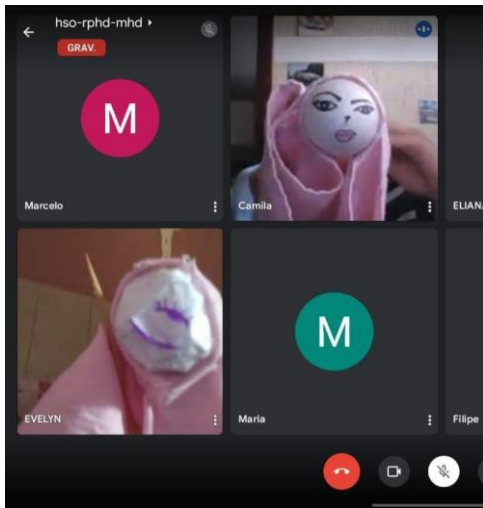 hso-rphd-mhd
GRAV.
M
Marcelo
Camila
ELIAN
EVELYN
M
Maria
Filipe